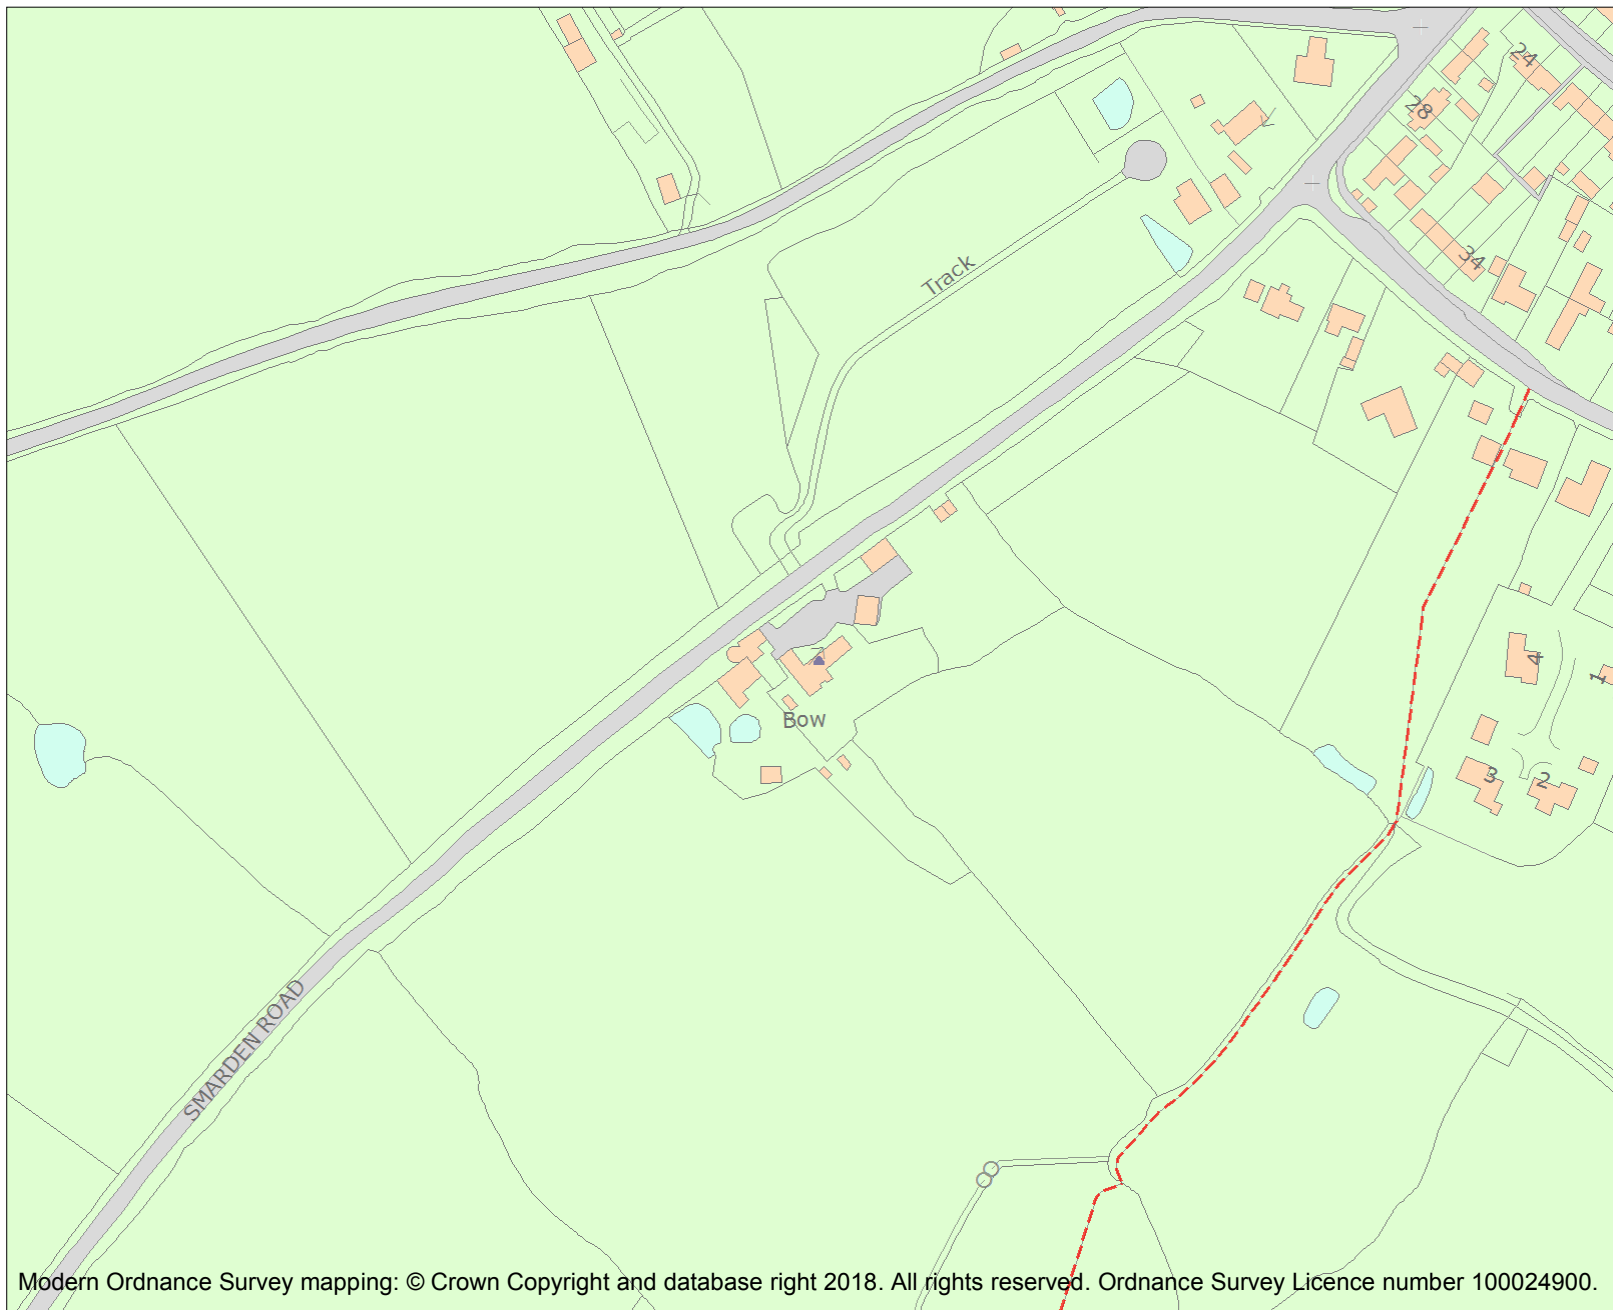 24
28
34
Track
4
1
Bow
3
2
SMARDEN ROAD
Modern Ordnance Survey mapping: © Crown Copyright and database right 2018. All rights reserved. Ordnance Survey Licence number 100024900.